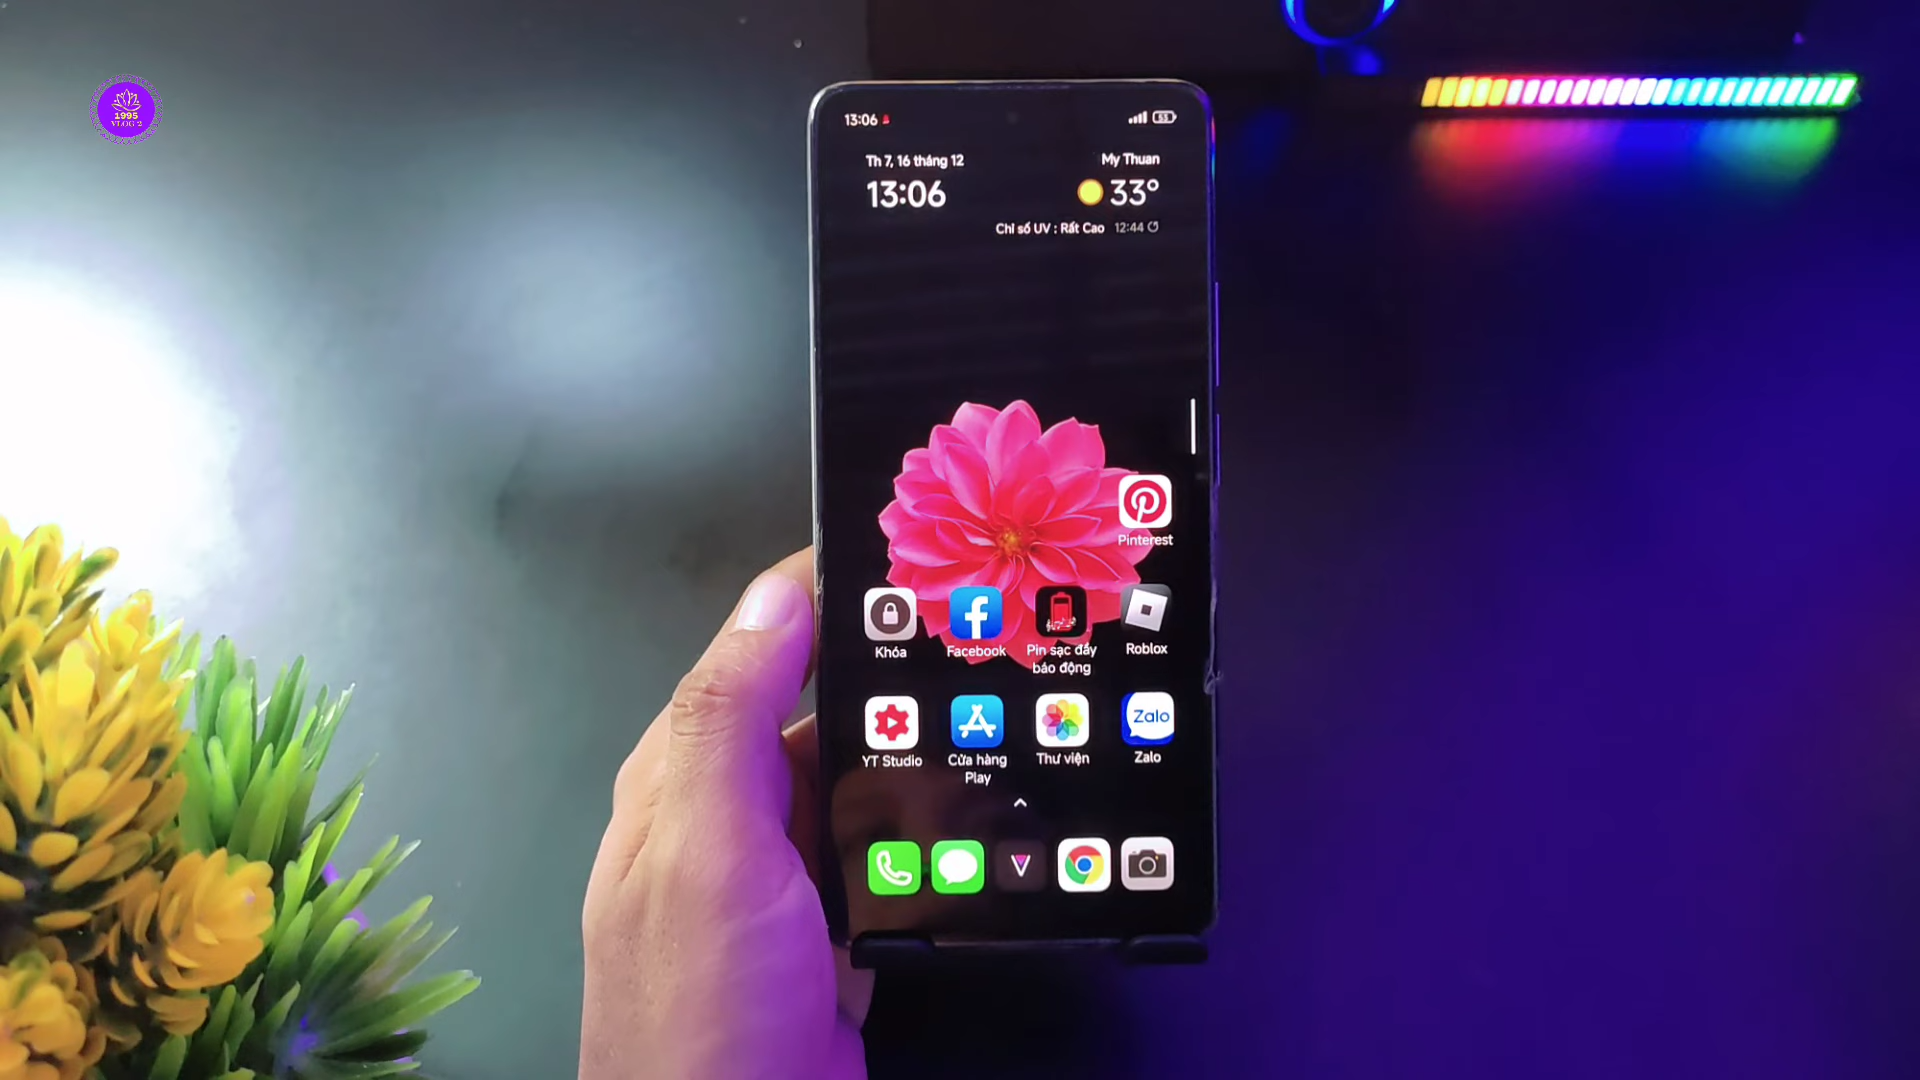 1995
VLOG 2
13:06
53
Th 7, 16 tháng 12
My Thuan
13:06
33°
Chỉ số UV : Rất Cao 12:44
Pinterest
Khóa
Facebook
Pin sạc đầy
báo động
Roblox
YT Studio
Cửa hàng
Play
Thư viện
Zalo
Zalo